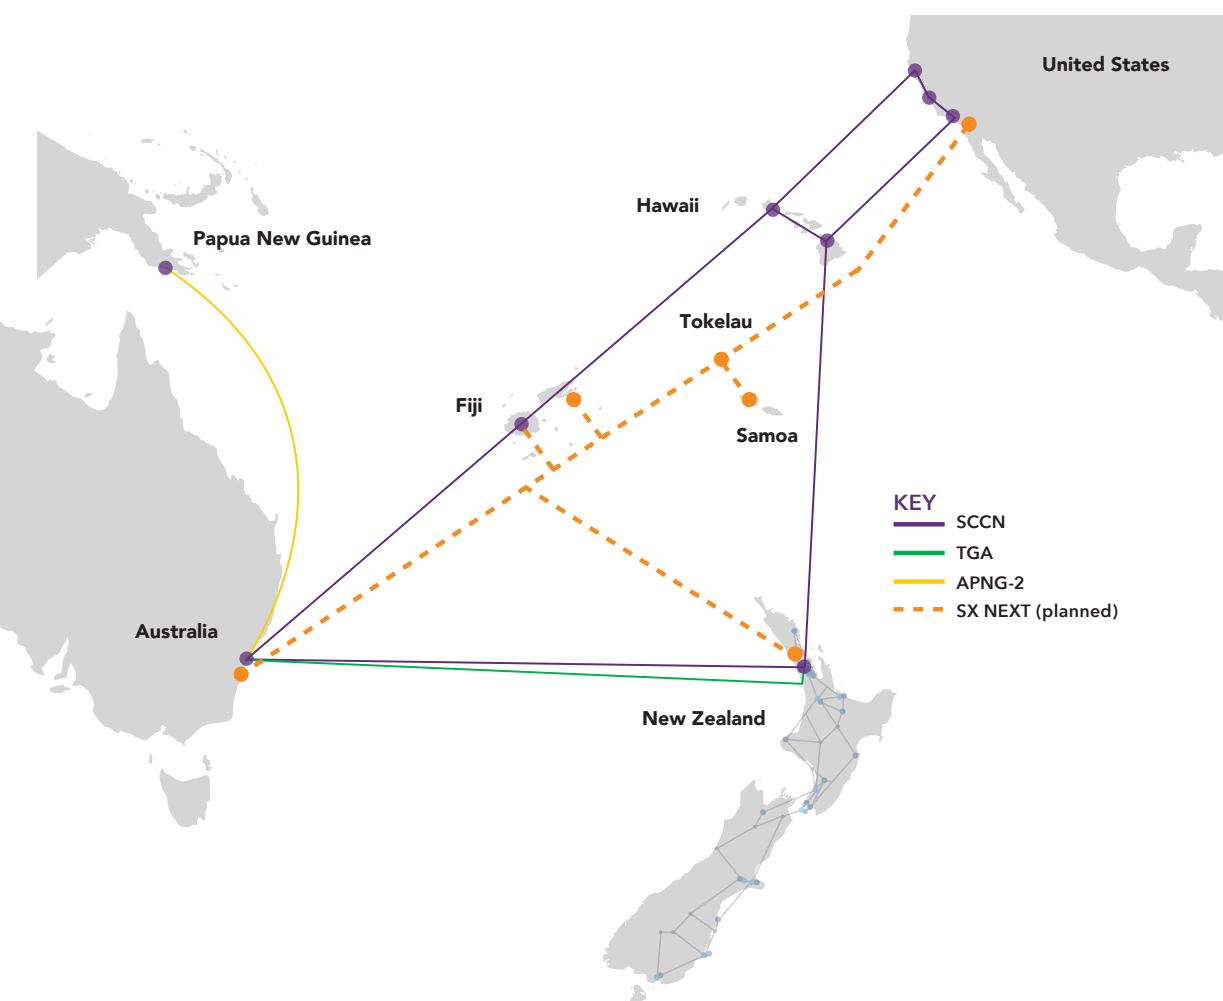 United States
Hawaii
Papua New Guinea
Tokelau
Fiji
Samoa
KEY
SCCN
TGA
APNG-2
SX NEXT (planned)
Australia
New Zealand